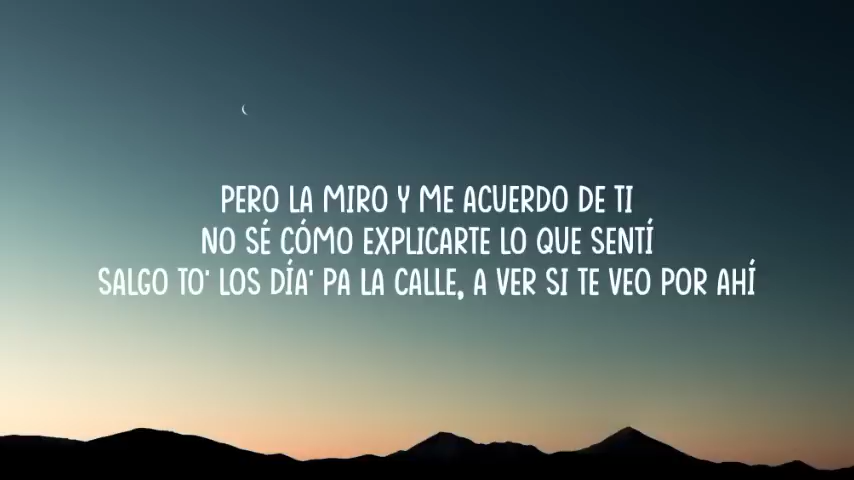 PERO LA MIRO Y ME ACUERDO DE TI
NO SÉ CÓMO EXPLICARTE LO QUE SENTÍ
SALGO TO' LOS DÍA' PA LA CALLE, A VER SI TE VEO POR AHÍ